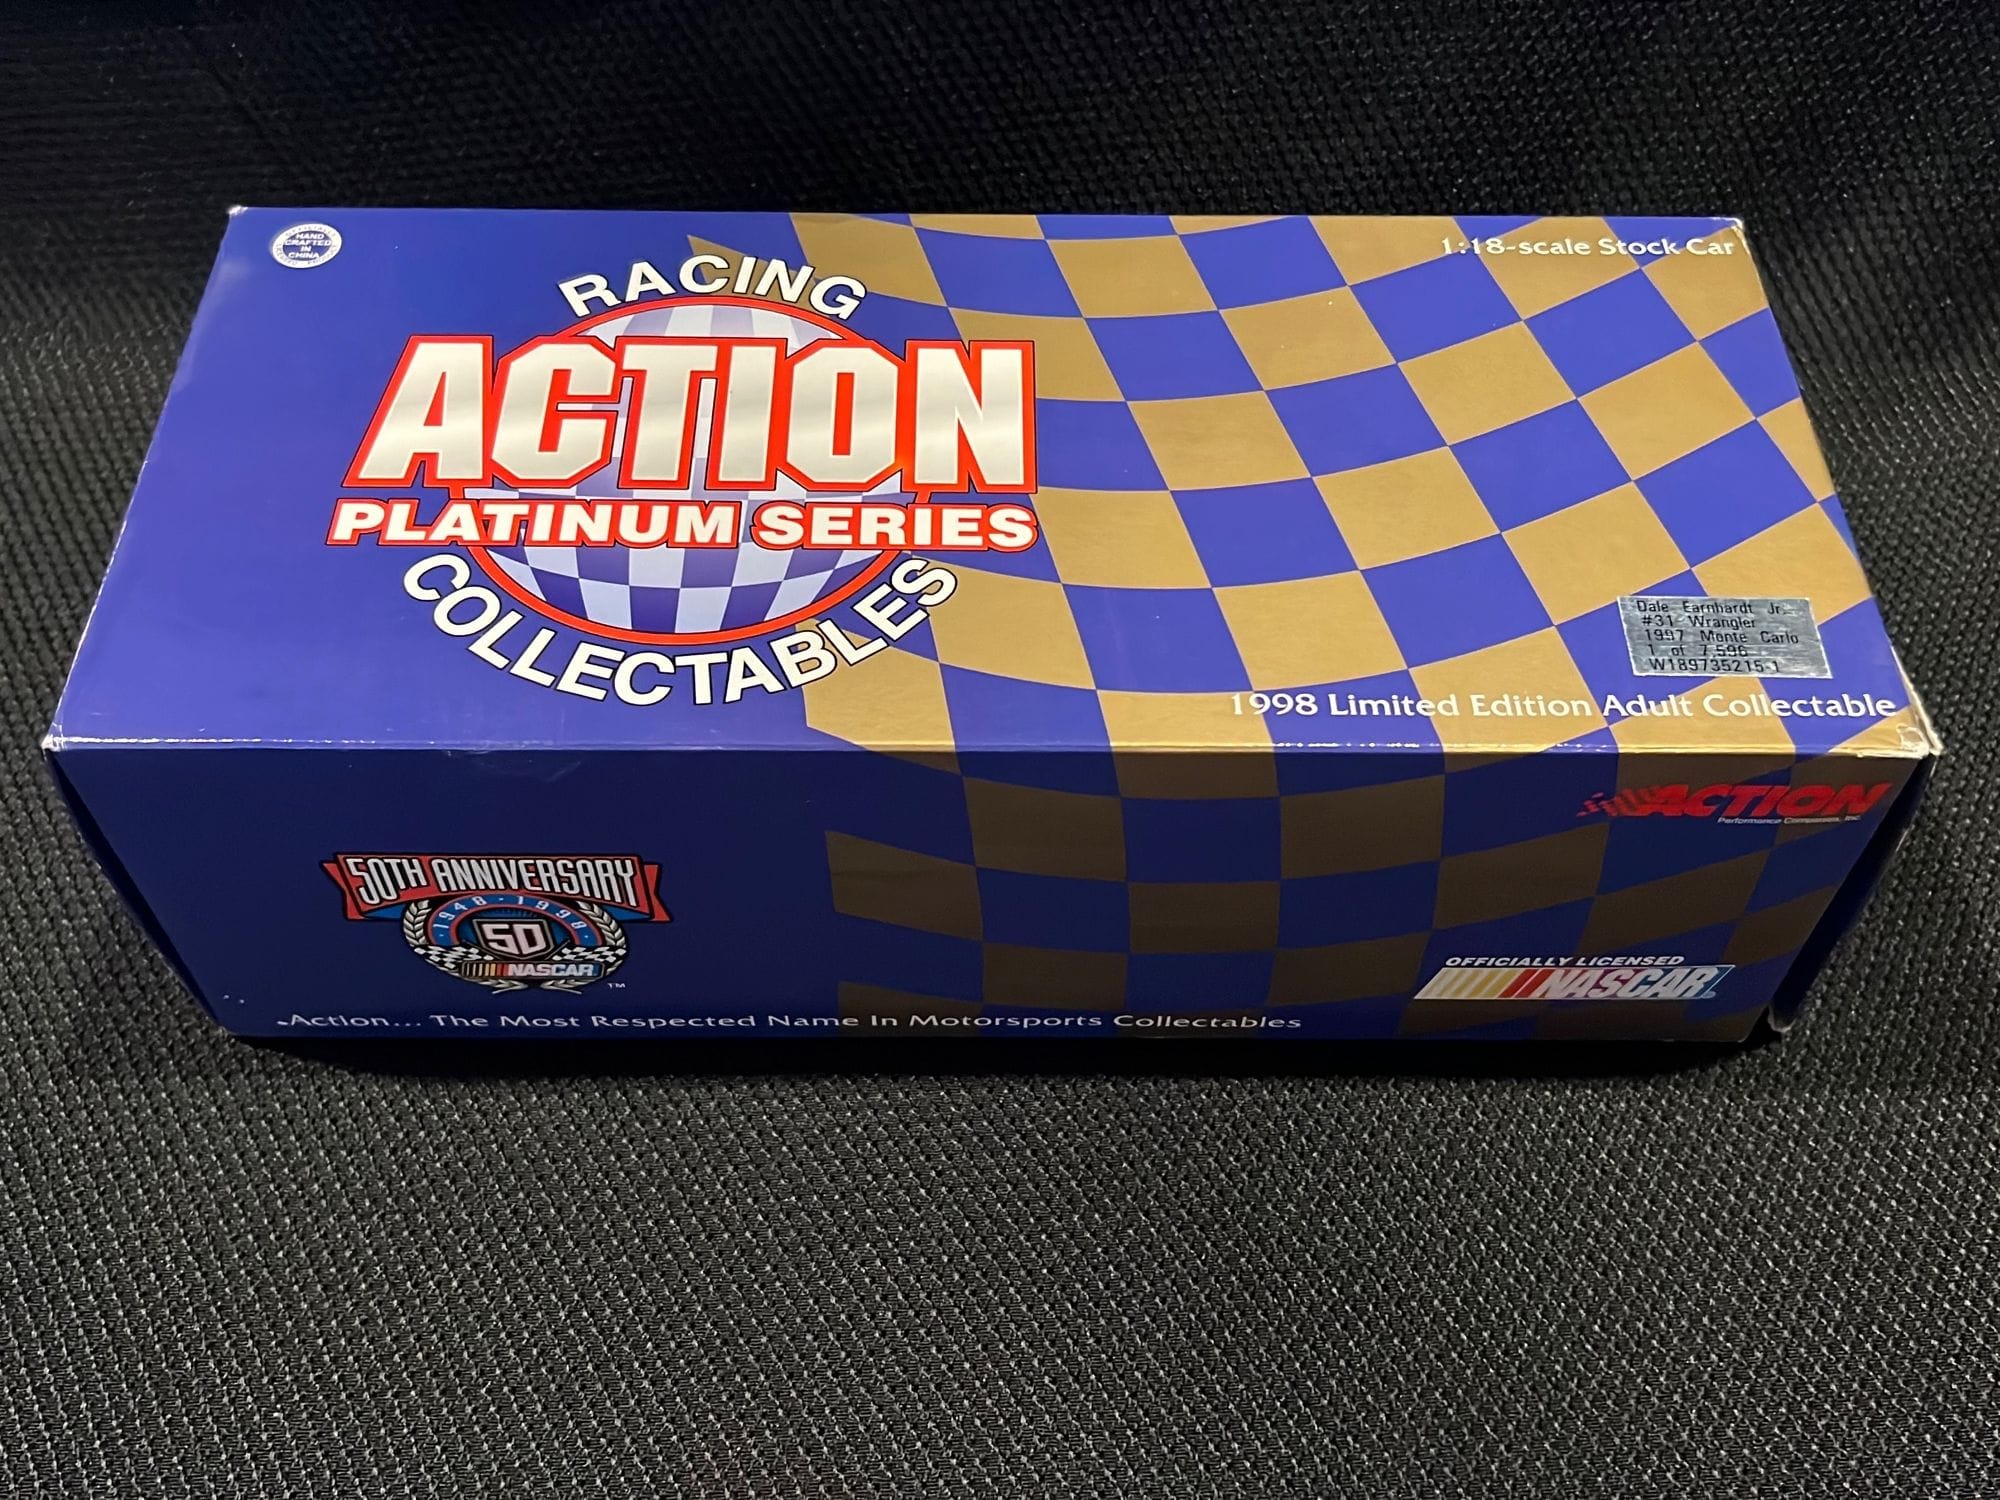 HAND
CRAFTED
IN
CHINA
1:18-scale Stock Car
RACING
ACTION
PLATINUM SERIES
COLLECTABLES
Dale Earnhardt Jr.
#31 Wrangler
1997 Monte Carlo
1 of 7,596
W189735215-1
1998 Limited Edition Adult Collectable
ACTION
Performance Companies, Inc.
50TH ANNIVERSARY
1948 · 1998
50
NASCAR
TM
OFFICIALLY LICENSED
NASCAR®
Action... The Most Respected Name In Motorsports Collectables